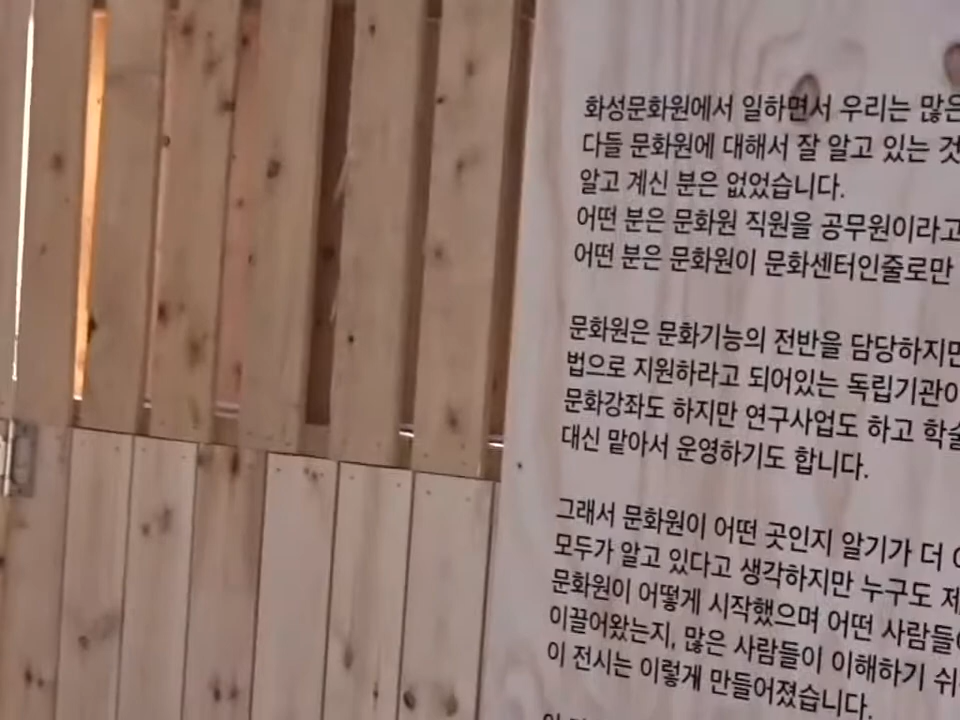 화성문화원에서 일하면서 우리는 많은
다들 문화원에 대해서 잘 알고 있는 것
알고 계신 분은 없었습니다.
어떤 분은 문화원 직원을 공무원이라고
어떤 분은 문화원이 문화센터인줄로만
문화원은 문화기능의 전반을 담당하지만
법으로 지원하라고 되어있는 독립기관이
문화강좌도 하지만 연구사업도 하고 학술
대신 맡아서 운영하기도 합니다.
그래서 문화원이 어떤 곳인지 알기가 더
모두가 알고 있다고 생각하지만 누구도 제
문화원이 어떻게 시작했으며 어떤 사람들이
이끌어왔는지, 많은 사람들이 이해하기 쉬
이 전시는 이렇게 만들어졌습니다.